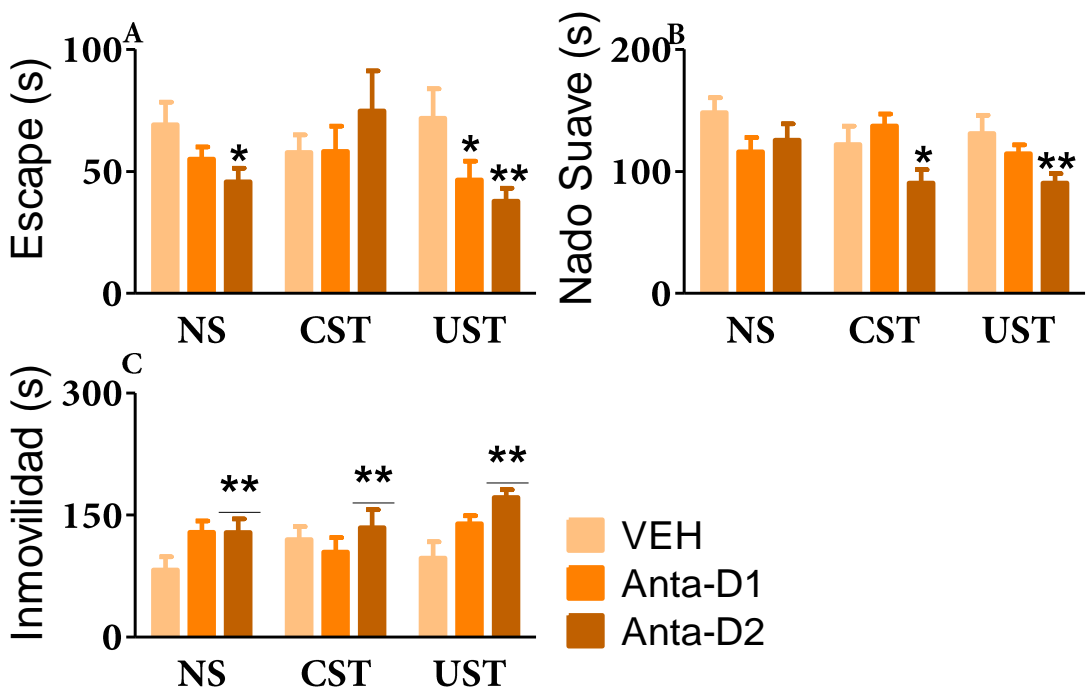 A
Escape (s)
100
50
0
*
*
**
NS CST UST
B
Nado Suave (s)
200
100
0
*
**
NS CST UST
C
Inmovilidad (s)
300
150
0
**
**
**
NS CST UST
VEH
Anta-D1
Anta-D2